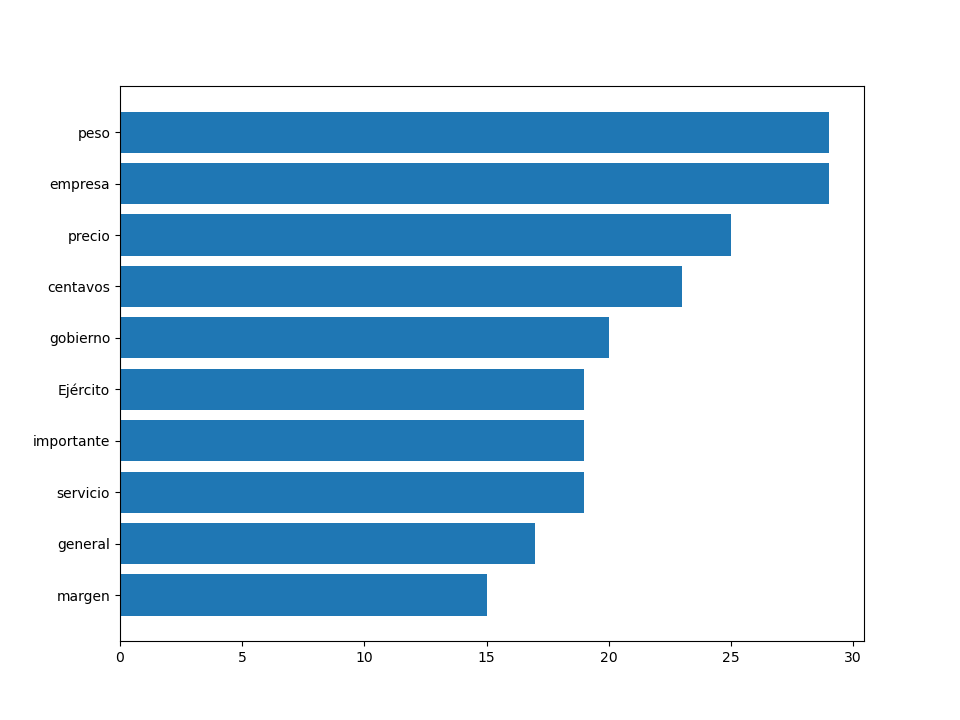 peso
empresa
precio
centavos
gobierno
Ejército
importante
servicio
general
margen
0 5 10 15 20 25 30